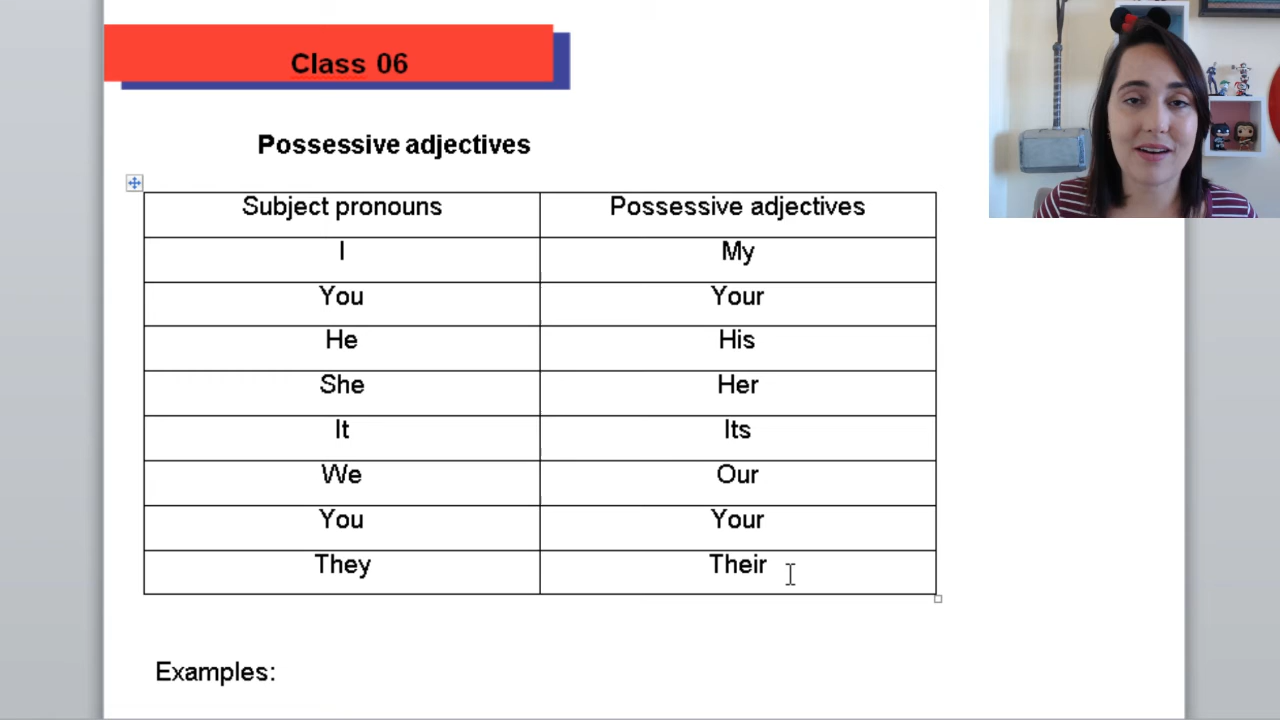 Class 06
Possessive adjectives
Subject pronouns Possessive adjectives
I My
You Your
He His
She Her
It Its
We Our
You Your
They Their
Examples: